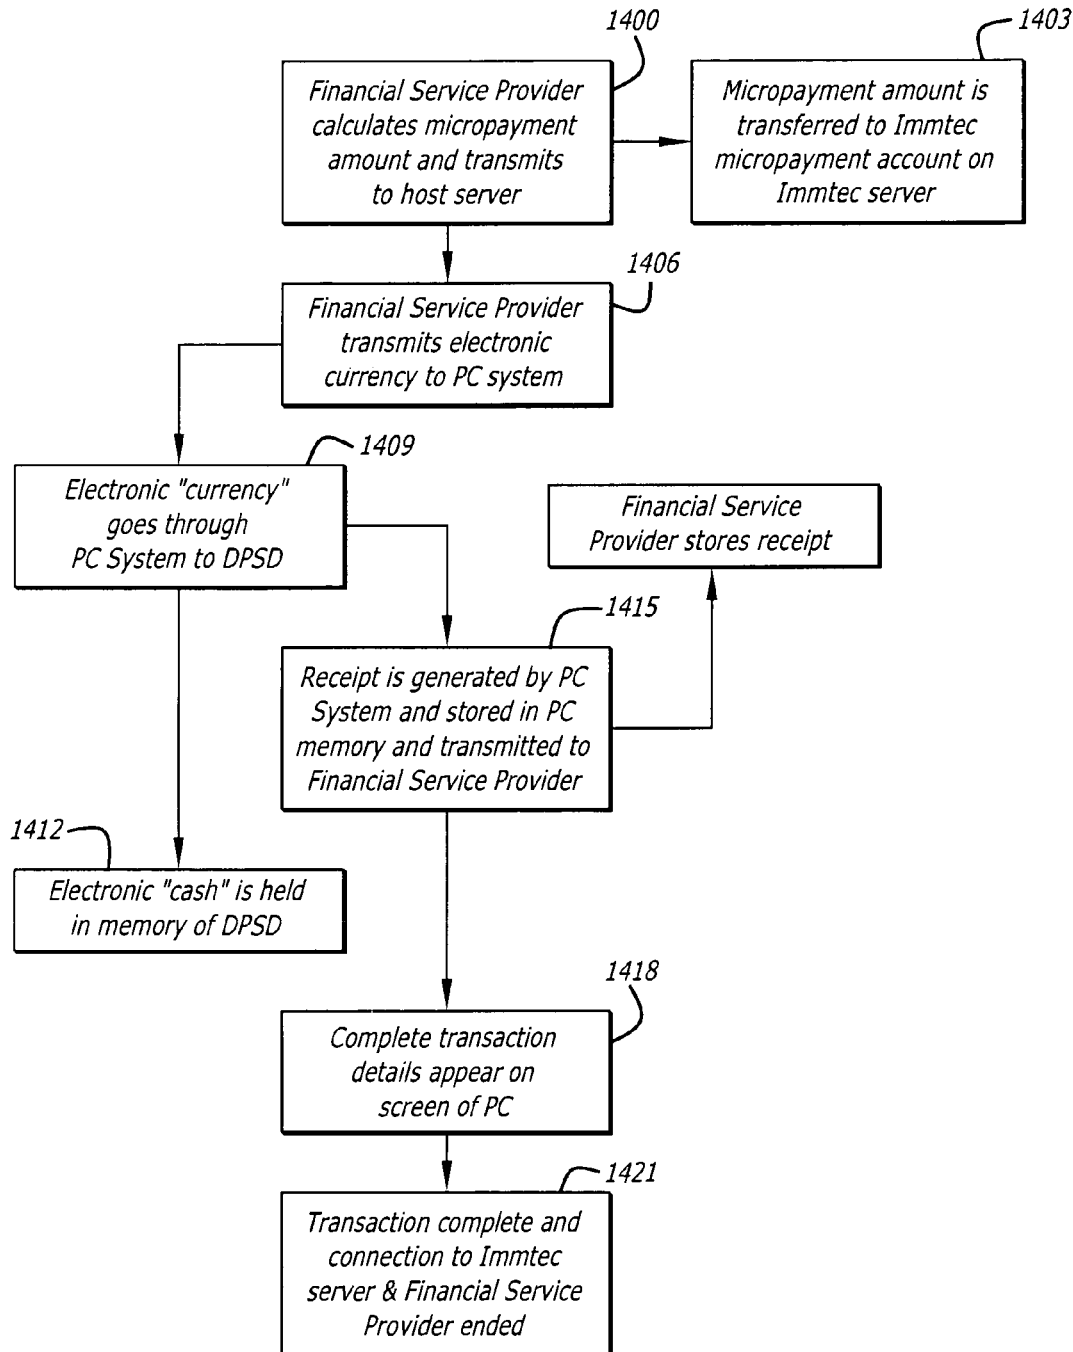 1400
1403
Financial Service Provider
calculates micropayment
amount and transmits
to host server
Micropayment amount is
transferred to Immtec
micropayment account on
Immtec server
1406
Financial Service Provider
transmits electronic
currency to PC system
1409
Electronic "currency"
goes through
PC System to DPSD
Financial Service
Provider stores receipt
1415
Receipt is generated by PC
System and stored in PC
memory and transmitted to
Financial Service Provider
1412
Electronic "cash" is held
in memory of DPSD
1418
Complete transaction
details appear on
screen of PC
1421
Transaction complete and
connection to Immtec
server & Financial Service
Provider ended